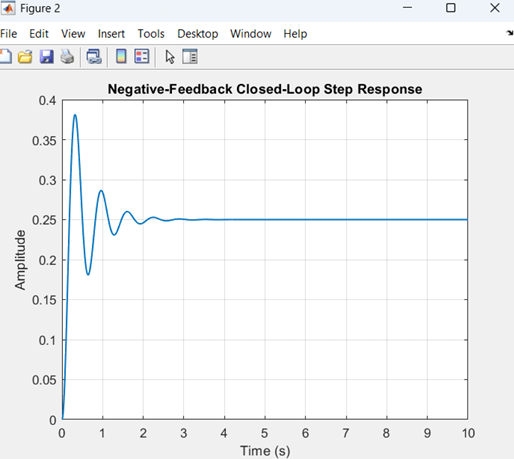 Figure 2
File Edit View Insert Tools Desktop Window Help
Negative-Feedback Closed-Loop Step Response
0.4
0.35
0.3
0.25
0.2
0.15
0.1
0.05
0
Amplitude
0 1 2 3 4 5 6 7 8 9 10
Time (s)